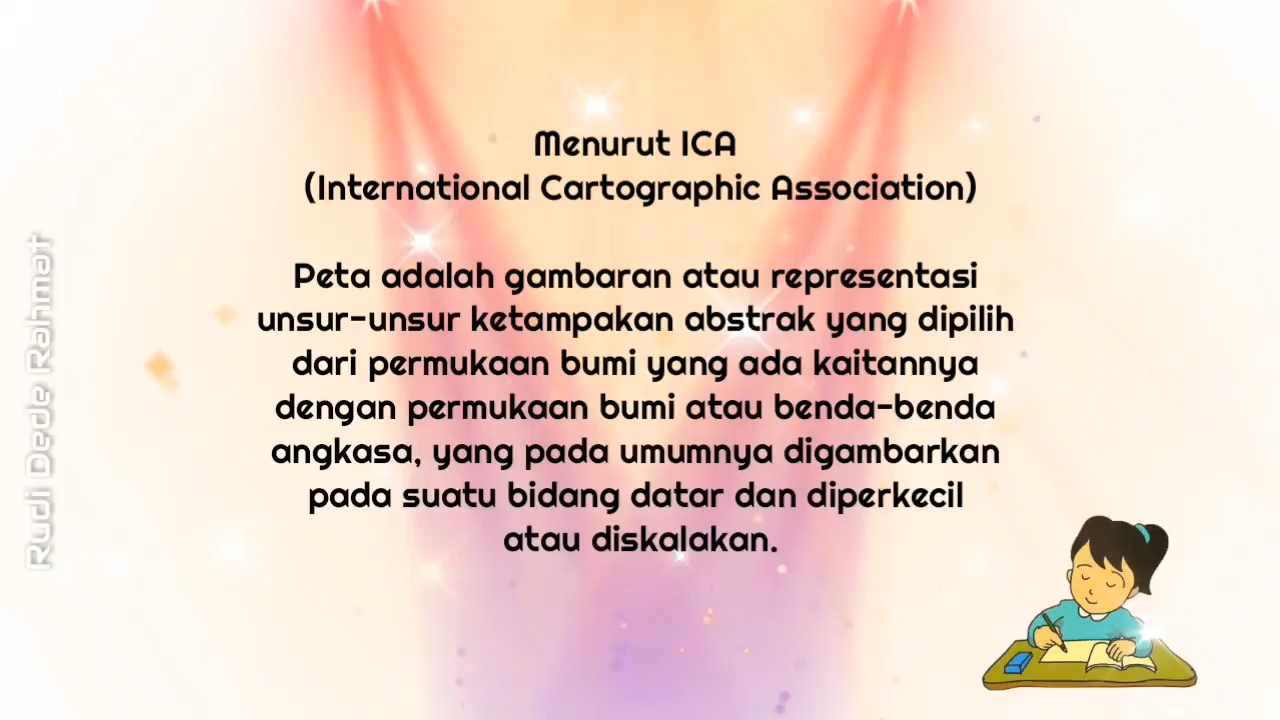 Menurut ICA
(International Cartographic Association)
Peta adalah gambaran atau representasi
unsur-unsur ketampakan abstrak yang dipilih
dari permukaan bumi yang ada kaitannya
dengan permukaan bumi atau benda-benda
angkasa, yang pada umumnya digambarkan
pada suatu bidang datar dan diperkecil
atau diskalakan.
Rudi Dede Rahmat